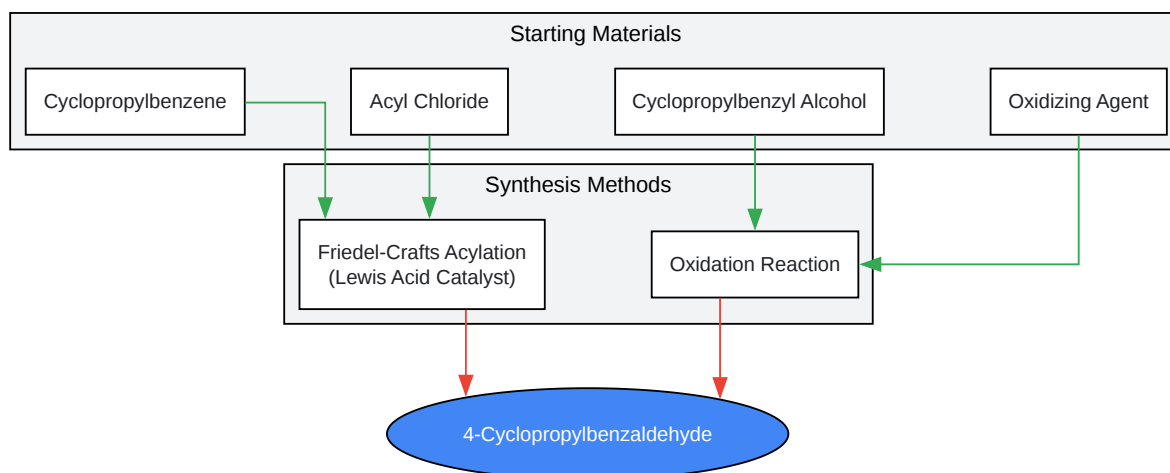 Starting Materials
Cyclopropylbenzene
Acyl Chloride
Cyclopropylbenzyl Alcohol
Oxidizing Agent
Synthesis Methods
Friedel-Crafts Acylation
(Lewis Acid Catalyst)
Oxidation Reaction
4-Cyclopropylbenzaldehyde